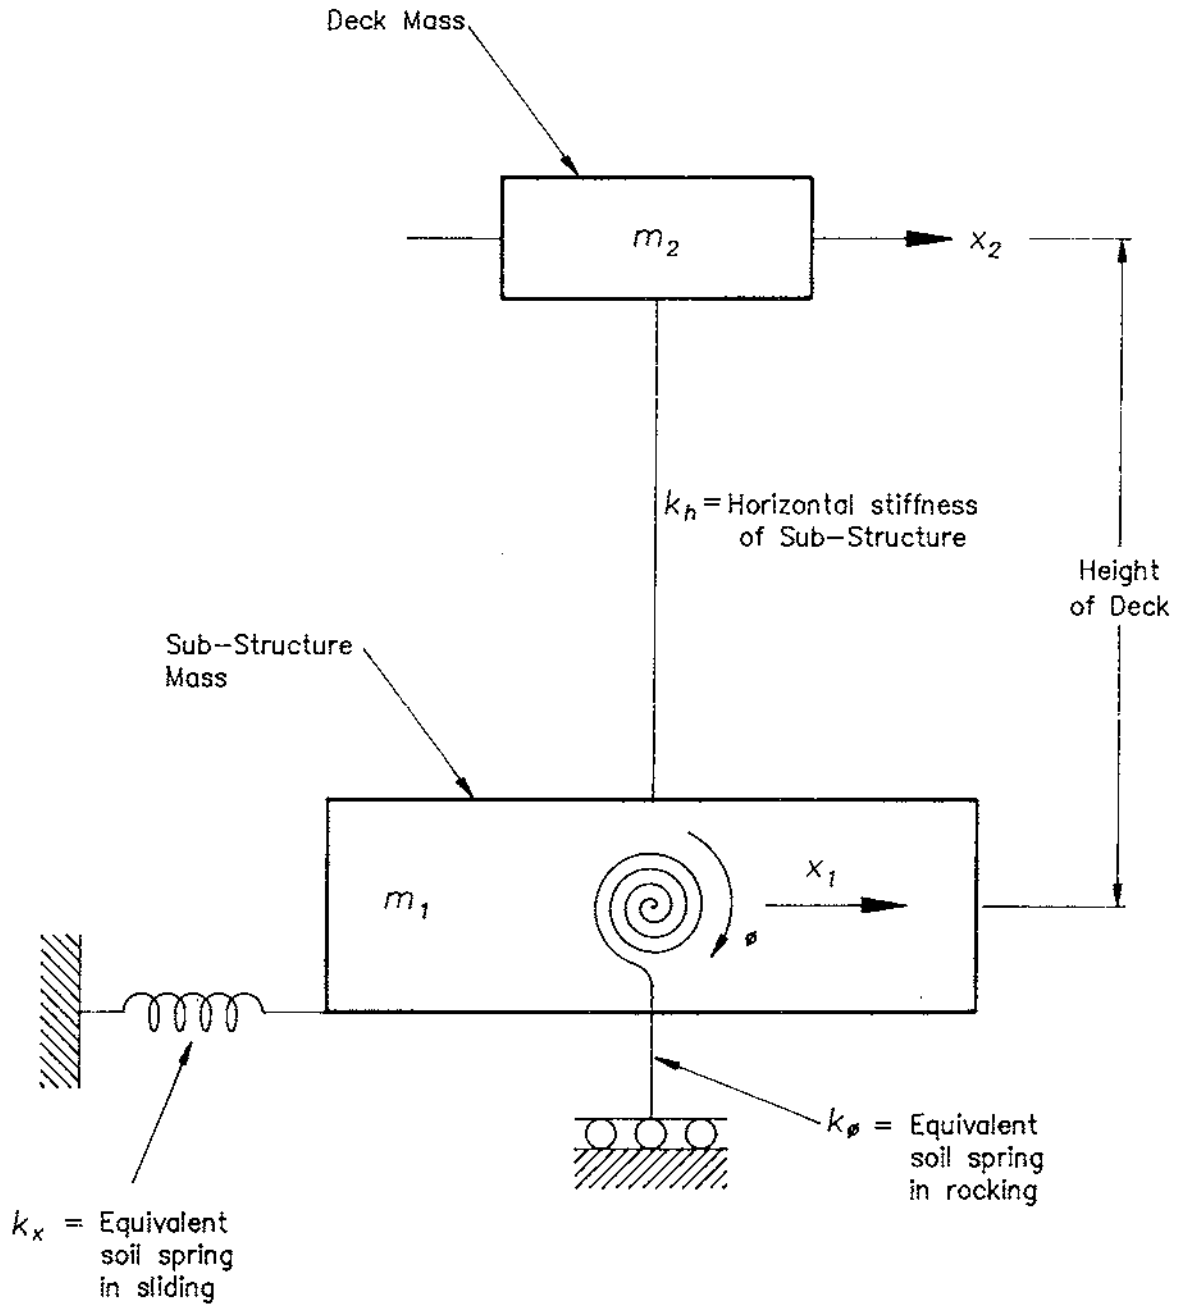 Deck Mass
m₂
x₂
kₕ = Horizontal stiffness
of Sub-Structure
Height
of Deck
Sub-Structure
Mass
m₁
x₁
ø
k_ø = Equivalent
soil spring
in rocking
kₓ = Equivalent
soil spring
in sliding